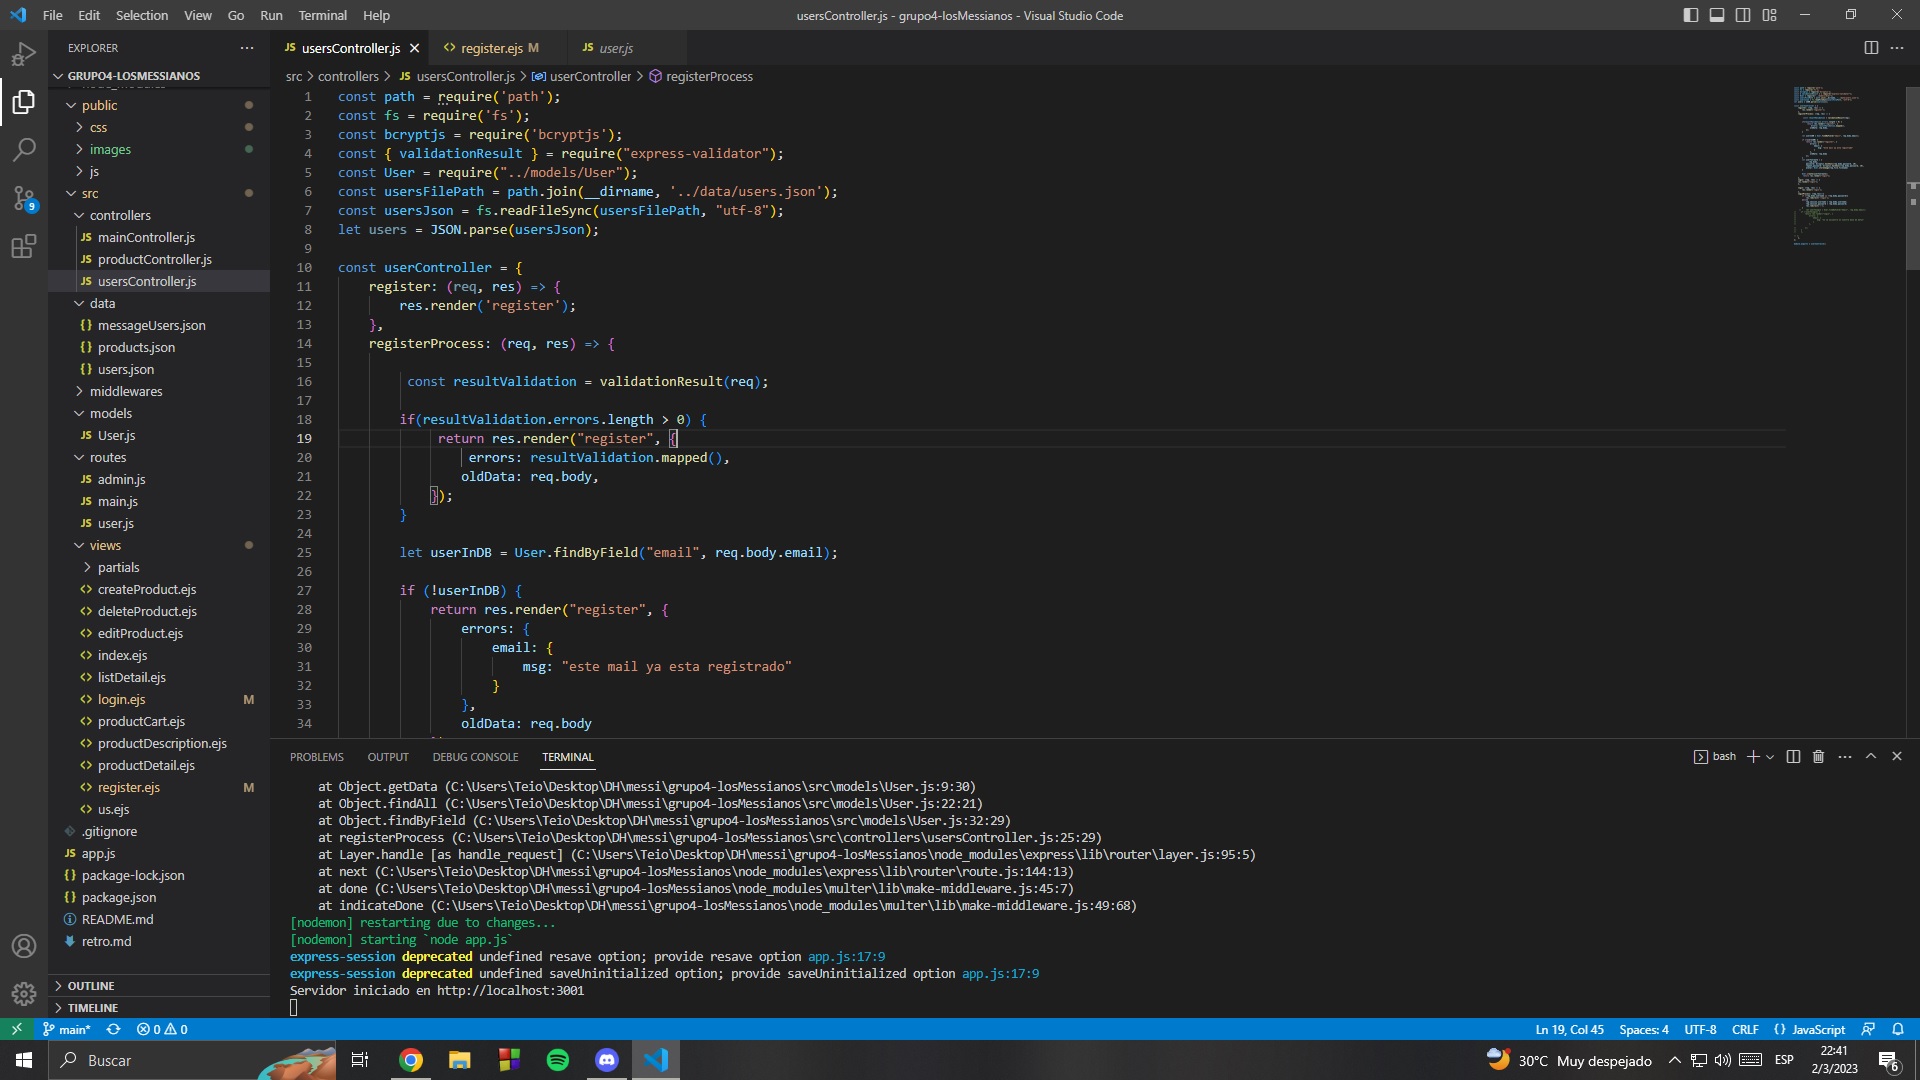 File Edit Selection View Go Run Terminal Help
usersController.js - grupo4-losMessianos - Visual Studio Code
EXPLORER
GRUPO4-LOSMESSIANOS
node_modules
public
css
images
js
src
controllers
mainController.js
productController.js
usersController.js
data
messageUsers.json
products.json
users.json
middlewares
models
User.js
routes
admin.js
main.js
user.js
views
partials
createProduct.ejs
deleteProduct.ejs
editProduct.ejs
index.ejs
listDetail.ejs
login.ejs M
productCart.ejs
productDescription.ejs
productDetail.ejs
register.ejs M
us.ejs
.gitignore
app.js
package-lock.json
package.json
README.md
retro.md
OUTLINE
TIMELINE
9
JS usersController.js
register.ejs M
JS user.js
src > controllers > JS usersController.js > userController > registerProcess
1 const path = require('path');
2 const fs = require('fs');
3 const bcryptjs = require('bcryptjs');
4 const { validationResult } = require("express-validator");
5 const User = require("../models/User");
6 const usersFilePath = path.join(__dirname, '../data/users.json');
7 const usersJson = fs.readFileSync(usersFilePath, "utf-8");
8 let users = JSON.parse(usersJson);
9
10 const userController = {
11 register: (req, res) => {
12 res.render('register');
13 },
14 registerProcess: (req, res) => {
15
16 const resultValidation = validationResult(req);
17
18 if(resultValidation.errors.length > 0) {
19 return res.render("register", {
20 errors: resultValidation.mapped(),
21 oldData: req.body,
22 });
23 }
24
25 let userInDB = User.findByField("email", req.body.email);
26
27 if (!userInDB) {
28 return res.render("register", {
29 errors: {
30 email: {
31 msg: "este mail ya esta registrado"
32 }
33 },
34 oldData: req.body
PROBLEMS OUTPUT DEBUG CONSOLE TERMINAL
bash
at Object.getData (C:\Users\Teio\Desktop\DH\messi\grupo4-losMessianos\src\models\User.js:9:30)
at Object.findAll (C:\Users\Teio\Desktop\DH\messi\grupo4-losMessianos\src\models\User.js:22:21)
at Object.findByField (C:\Users\Teio\Desktop\DH\messi\grupo4-losMessianos\src\models\User.js:32:29)
at registerProcess (C:\Users\Teio\Desktop\DH\messi\grupo4-losMessianos\src\controllers\usersController.js:25:29)
at Layer.handle [as handle_request] (C:\Users\Teio\Desktop\DH\messi\grupo4-losMessianos\node_modules\express\lib\router\layer.js:95:5)
at next (C:\Users\Teio\Desktop\DH\messi\grupo4-losMessianos\node_modules\express\lib\router\route.js:144:13)
at done (C:\Users\Teio\Desktop\DH\messi\grupo4-losMessianos\node_modules\multer\lib\make-middleware.js:45:7)
at indicateDone (C:\Users\Teio\Desktop\DH\messi\grupo4-losMessianos\node_modules\multer\lib\make-middleware.js:49:68)
[nodemon] restarting due to changes...
[nodemon] starting `node app.js`
express-session deprecated undefined resave option; provide resave option app.js:17:9
express-session deprecated undefined saveUninitialized option; provide saveUninitialized option app.js:17:9
Servidor iniciado en http://localhost:3001
main* 0 0
Ln 19, Col 45 Spaces: 4 UTF-8 CRLF {} JavaScript
Buscar
30°C Muy despejado
ESP
22:41
2/3/2023
6